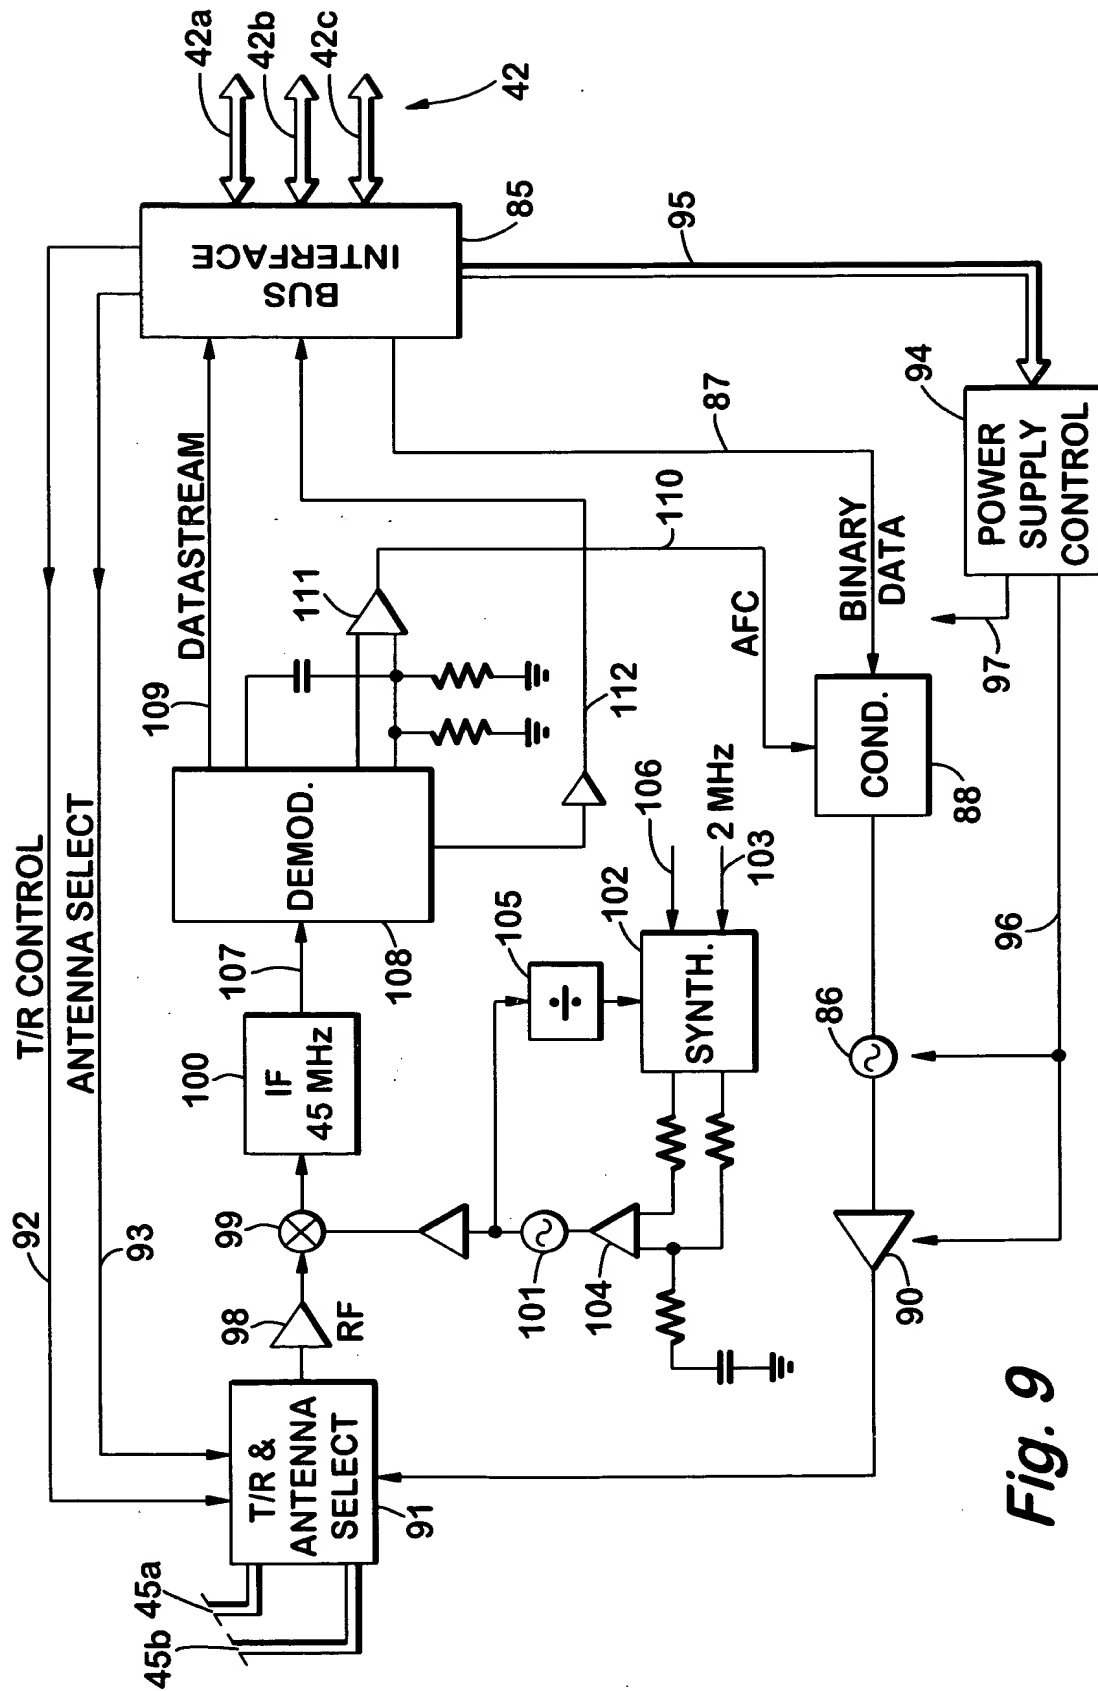 T/R CONTROL
ANTENNA SELECT
92
93
45a
45b
T/R &
ANTENNA
SELECT
91
98
RF
99
100
IF
45 MHz
107
DEMOD.
108
109
DATASTREAM
111
110
112
BUS
INTERFACE
85
42a
42b
42c
42
101
104
105
÷
102
SYNTH.
106
2 MHz
103
AFC
87
BINARY
DATA
COND.
88
86
90
95
94
POWER
SUPPLY
CONTROL
97
96
Fig. 9